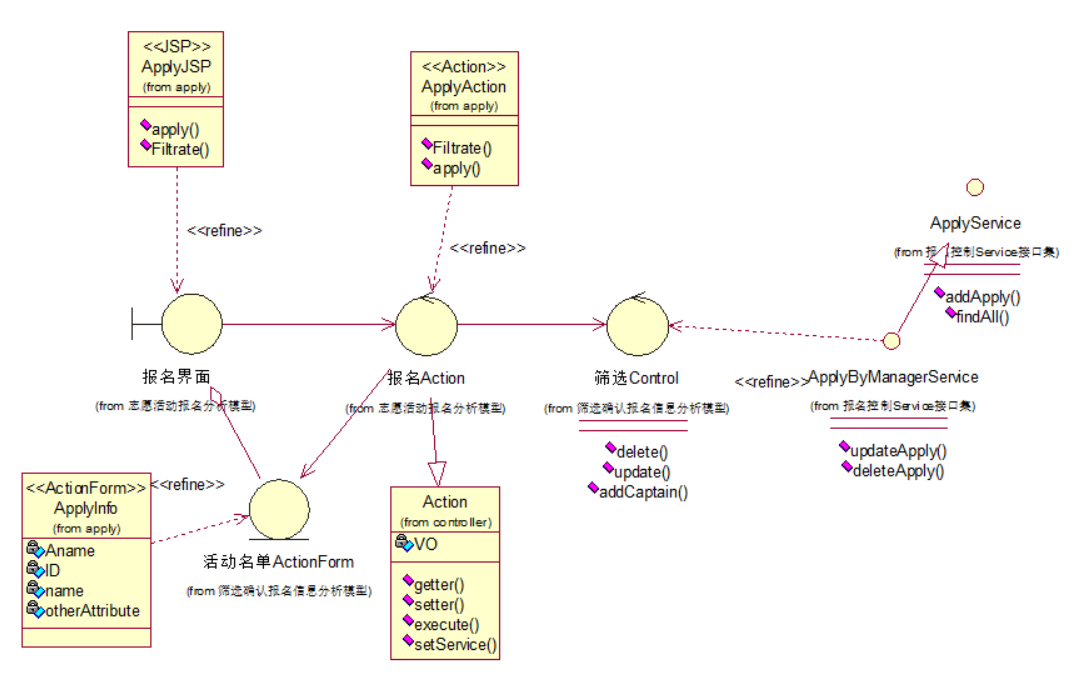 <<JSP>>
ApplyJSP
(from apply)
apply()
Filtrate()
<<Action>>
ApplyAction
(from apply)
Filtrate()
apply()
<<refine>>
<<refine>>
ApplyService
(from 报 控制Service接口集)
addApply()
findAll()
报名界面
(from 志愿活动报名分析模型)
报名Action
(from 志愿活动报名分析模型)
筛选Control
(from 筛选确认报名信息分析模型)
delete()
update()
addCaptain()
<<refine>>
ApplyByManagerService
(from 报名控制Service接口集)
updateApply()
deleteApply()
<<ActionForm>>
ApplyInfo
(from apply)
Aname
ID
name
otherAttribute
<<refine>>
活动名单ActionForm
(from 筛选确认报名信息分析模型)
Action
(from controller)
VO
getter()
setter()
execute()
setService()